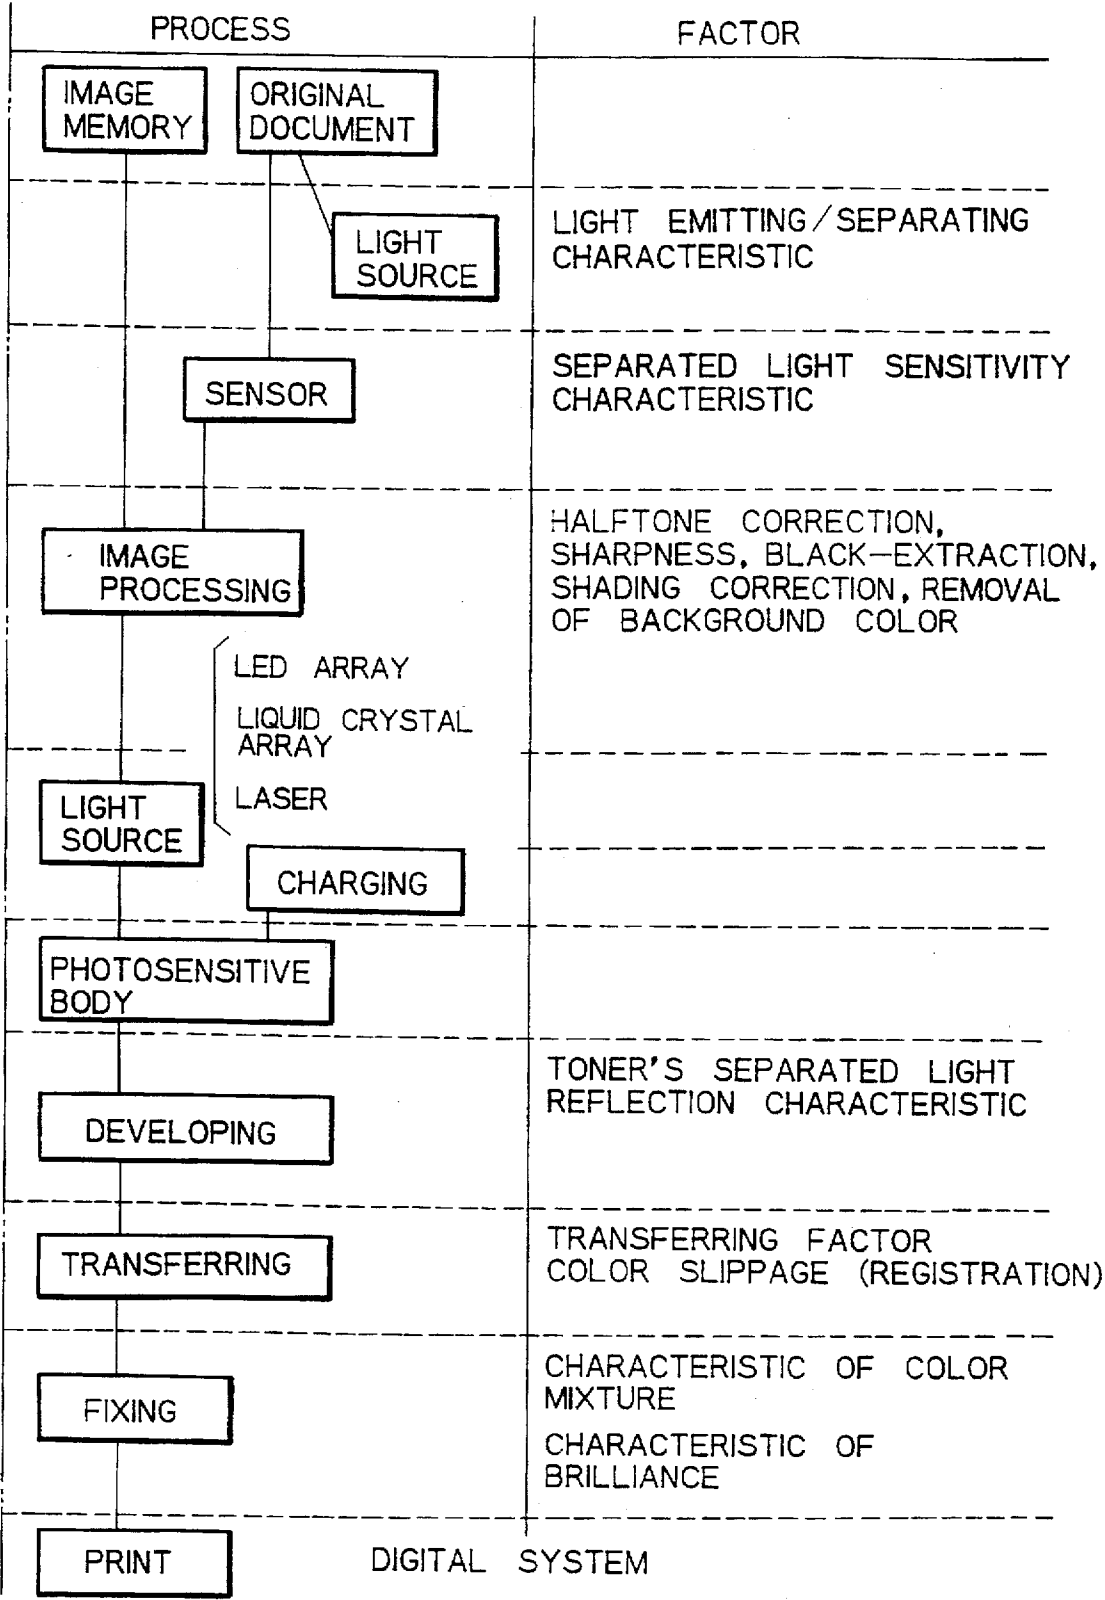 PROCESS
FACTOR
IMAGE
MEMORY
ORIGINAL
DOCUMENT
LIGHT
SOURCE
LIGHT EMITTING/SEPARATING
CHARACTERISTIC
SENSOR
SEPARATED LIGHT SENSITIVITY
CHARACTERISTIC
IMAGE
PROCESSING
HALFTONE CORRECTION,
SHARPNESS, BLACK-EXTRACTION,
SHADING CORRECTION, REMOVAL
OF BACKGROUND COLOR
LED ARRAY
LIQUID CRYSTAL
ARRAY
LASER
LIGHT
SOURCE
CHARGING
PHOTOSENSITIVE
BODY
DEVELOPING
TONER'S SEPARATED LIGHT
REFLECTION CHARACTERISTIC
TRANSFERRING
TRANSFERRING FACTOR
COLOR SLIPPAGE (REGISTRATION)
FIXING
CHARACTERISTIC OF COLOR
MIXTURE
CHARACTERISTIC OF
BRILLIANCE
PRINT
DIGITAL SYSTEM